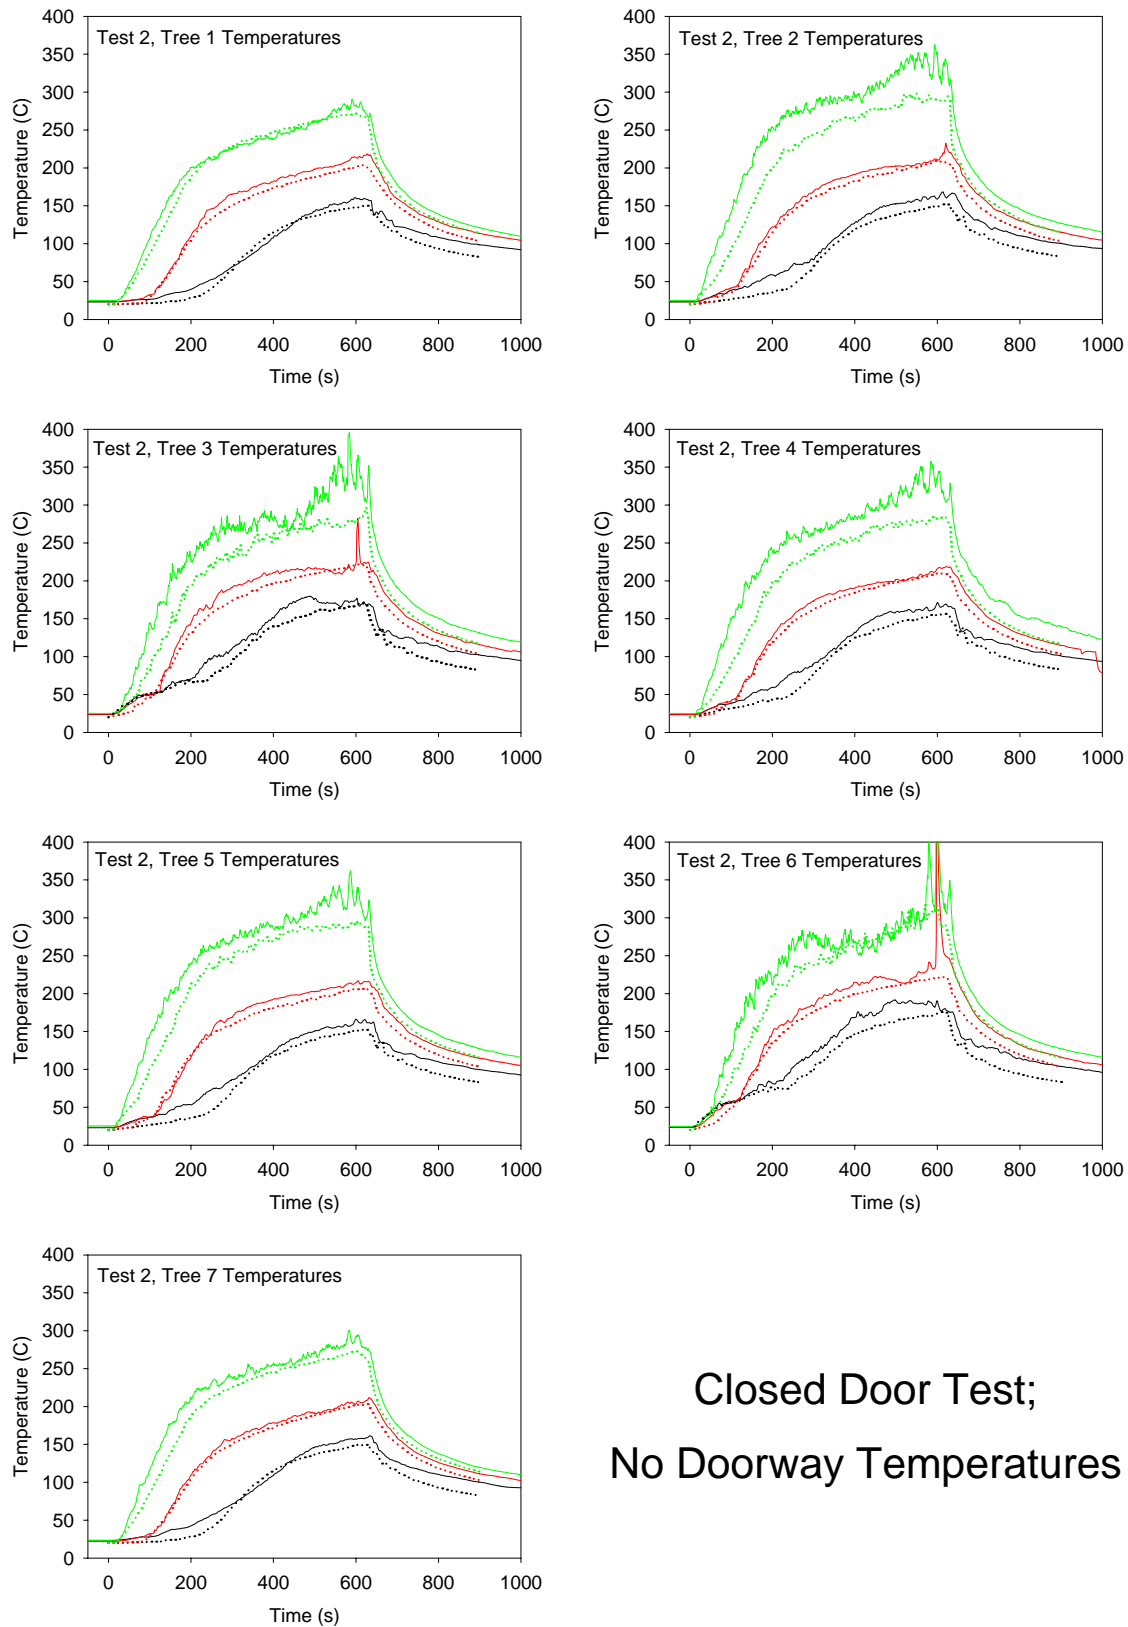 Test 2, Tree 1 Temperatures
Temperature (C)
400
350
300
250
200
150
100
50
0
0 200 400 600 800 1000
Time (s)
Test 2, Tree 2 Temperatures
Temperature (C)
400
350
300
250
200
150
100
50
0
0 200 400 600 800 1000
Time (s)
Test 2, Tree 3 Temperatures
Temperature (C)
400
350
300
250
200
150
100
50
0
0 200 400 600 800 1000
Time (s)
Test 2, Tree 4 Temperatures
Temperature (C)
400
350
300
250
200
150
100
50
0
0 200 400 600 800 1000
Time (s)
Test 2, Tree 5 Temperatures
Temperature (C)
400
350
300
250
200
150
100
50
0
0 200 400 600 800 1000
Time (s)
Test 2, Tree 6 Temperatures
Temperature (C)
400
350
300
250
200
150
100
50
0
0 200 400 600 800 1000
Time (s)
Test 2, Tree 7 Temperatures
Temperature (C)
400
350
300
250
200
150
100
50
0
0 200 400 600 800 1000
Time (s)
Closed Door Test;
No Doorway Temperatures